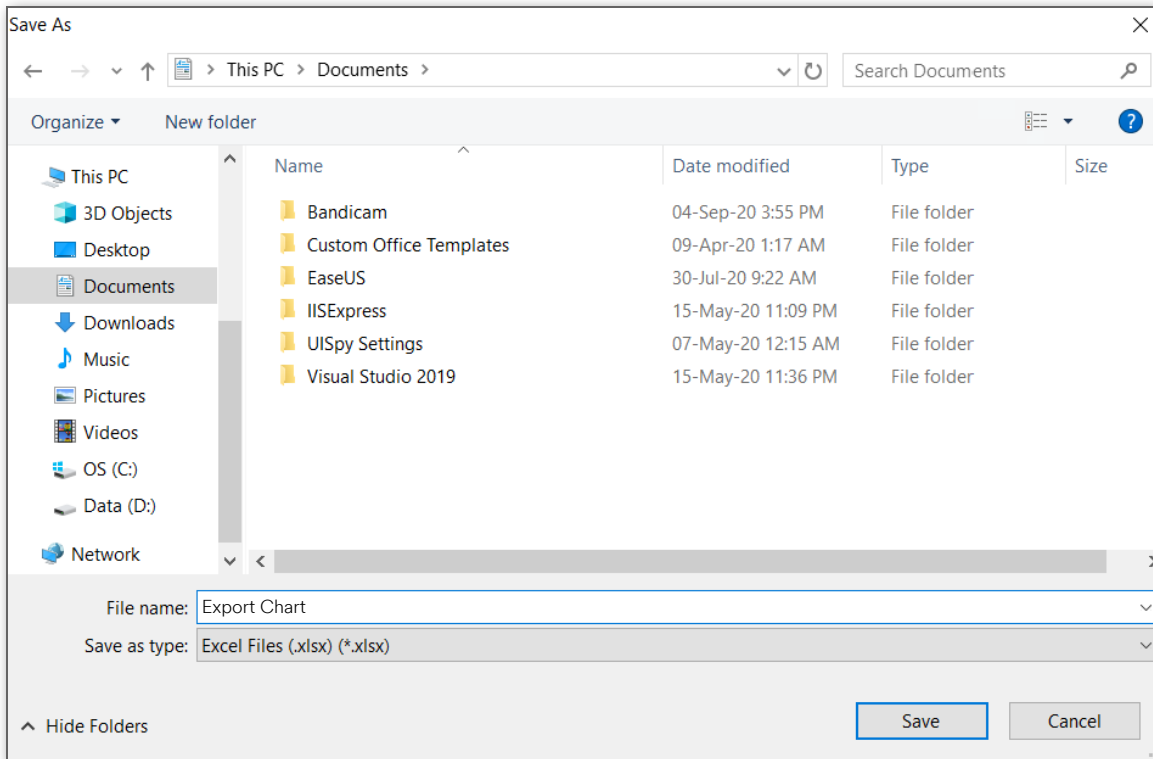 Save As
This PC > Documents >
Search Documents
Organize
New folder
?
Name
Date modified
Type
Size
This PC
3D Objects
Desktop
Documents
Downloads
Music
Pictures
Videos
OS (C:)
Data (D:)
Network
Bandicam 04-Sep-20 3:55 PM File folder
Custom Office Templates 09-Apr-20 1:17 AM File folder
EaseUS 30-Jul-20 9:22 AM File folder
IISExpress 15-May-20 11:09 PM File folder
UISpy Settings 07-May-20 12:15 AM File folder
Visual Studio 2019 15-May-20 11:36 PM File folder
File name: Export Chart
Save as type: Excel Files (.xlsx) (*.xlsx)
Hide Folders
Save
Cancel